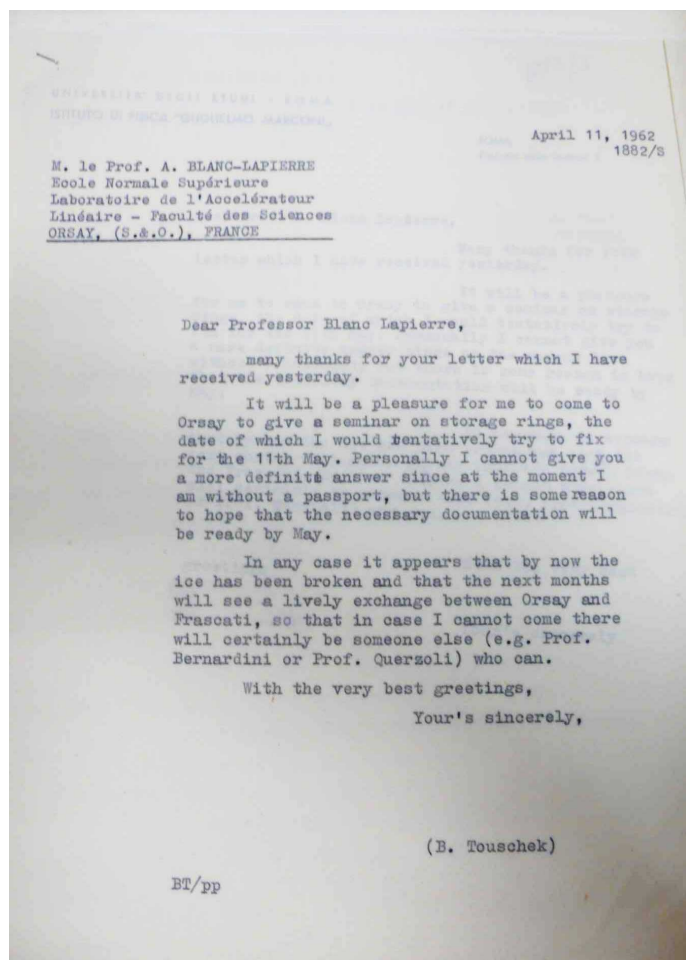 April 11, 1962
1882/S
M. le Prof. A. BLANC-LAPIERRE
Ecole Normale Supérieure
Laboratoire de l'Accelérateur
Linéaire - Faculté des Sciences
ORSAY, (S.&.O.), FRANCE
Dear Professor Blanc Lapierre,
many thanks for your letter which I have
received yesterday.
It will be a pleasure for me to come to
Orsay to give a seminar on storage rings, the
date of which I would tentatively try to fix
for the 11th May. Personally I cannot give you
a more definite answer since at the moment I
am without a passport, but there is some reason
to hope that the necessary documentation will
be ready by May.
In any case it appears that by now the
ice has been broken and that the next months
will see a lively exchange between Orsay and
Frascati, so that in case I cannot come there
will certainly be someone else (e.g. Prof.
Bernardini or Prof. Querzoli) who can.
With the very best greetings,
Your's sincerely,
(B. Touschek)
BT/pp